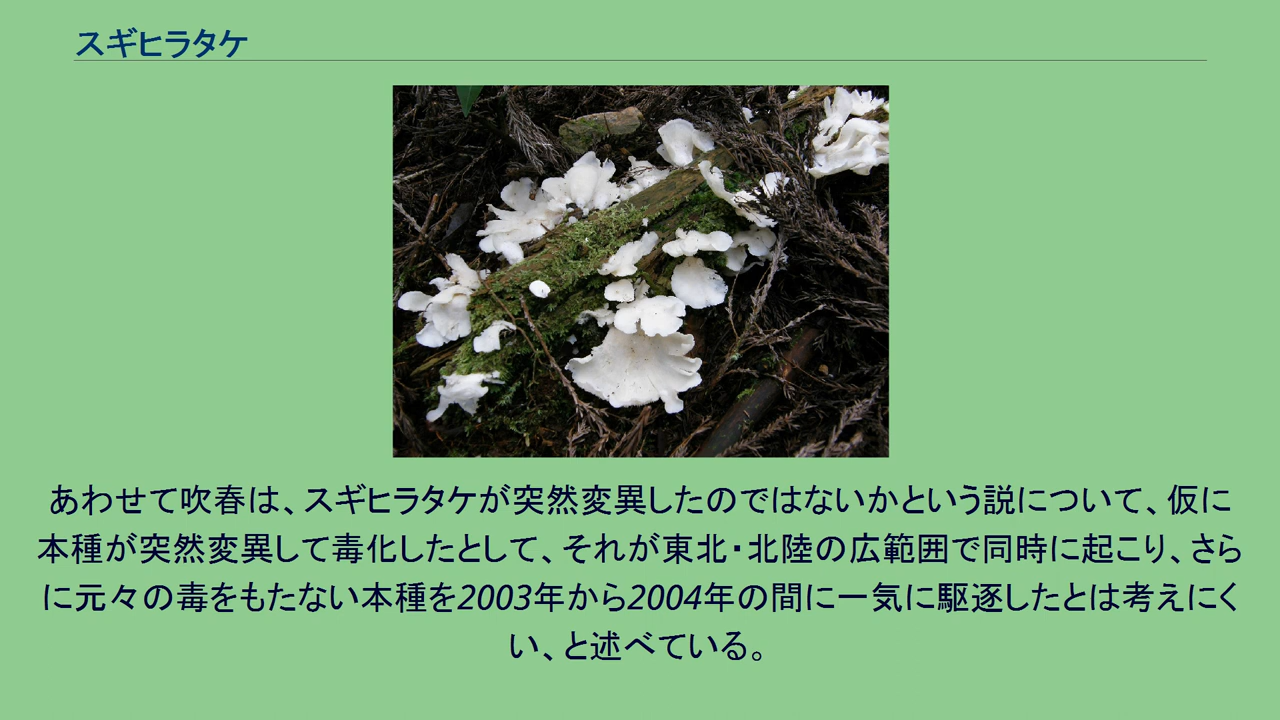 スギヒラタケ
あわせて吹春は、スギヒラタケが突然変異したのではないかという説について、仮に
本種が突然変異して毒化したとして、それが東北・北陸の広範囲で同時に起こり、さら
に元々の毒をもたない本種を2003年から2004年の間に一気に駆逐したとは考えにく
い、と述べている。